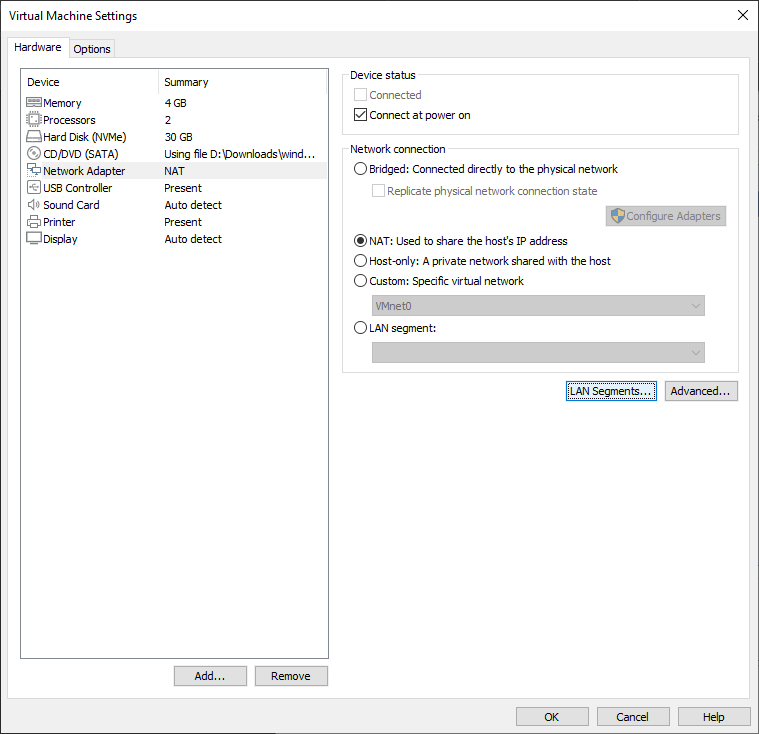 Virtual Machine Settings
Hardware
Options
Device Summary
Memory 4 GB
Processors 2
Hard Disk (NVMe) 30 GB
CD/DVD (SATA) Using file D:\Downloads\wind...
Network Adapter NAT
USB Controller Present
Sound Card Auto detect
Printer Present
Display Auto detect
Add...
Remove
Device status
Connected
Connect at power on
Network connection
Bridged: Connected directly to the physical network
Replicate physical network connection state
Configure Adapters
NAT: Used to share the host's IP address
Host-only: A private network shared with the host
Custom: Specific virtual network
VMnet0
LAN segment:
LAN Segments...
Advanced...
OK
Cancel
Help